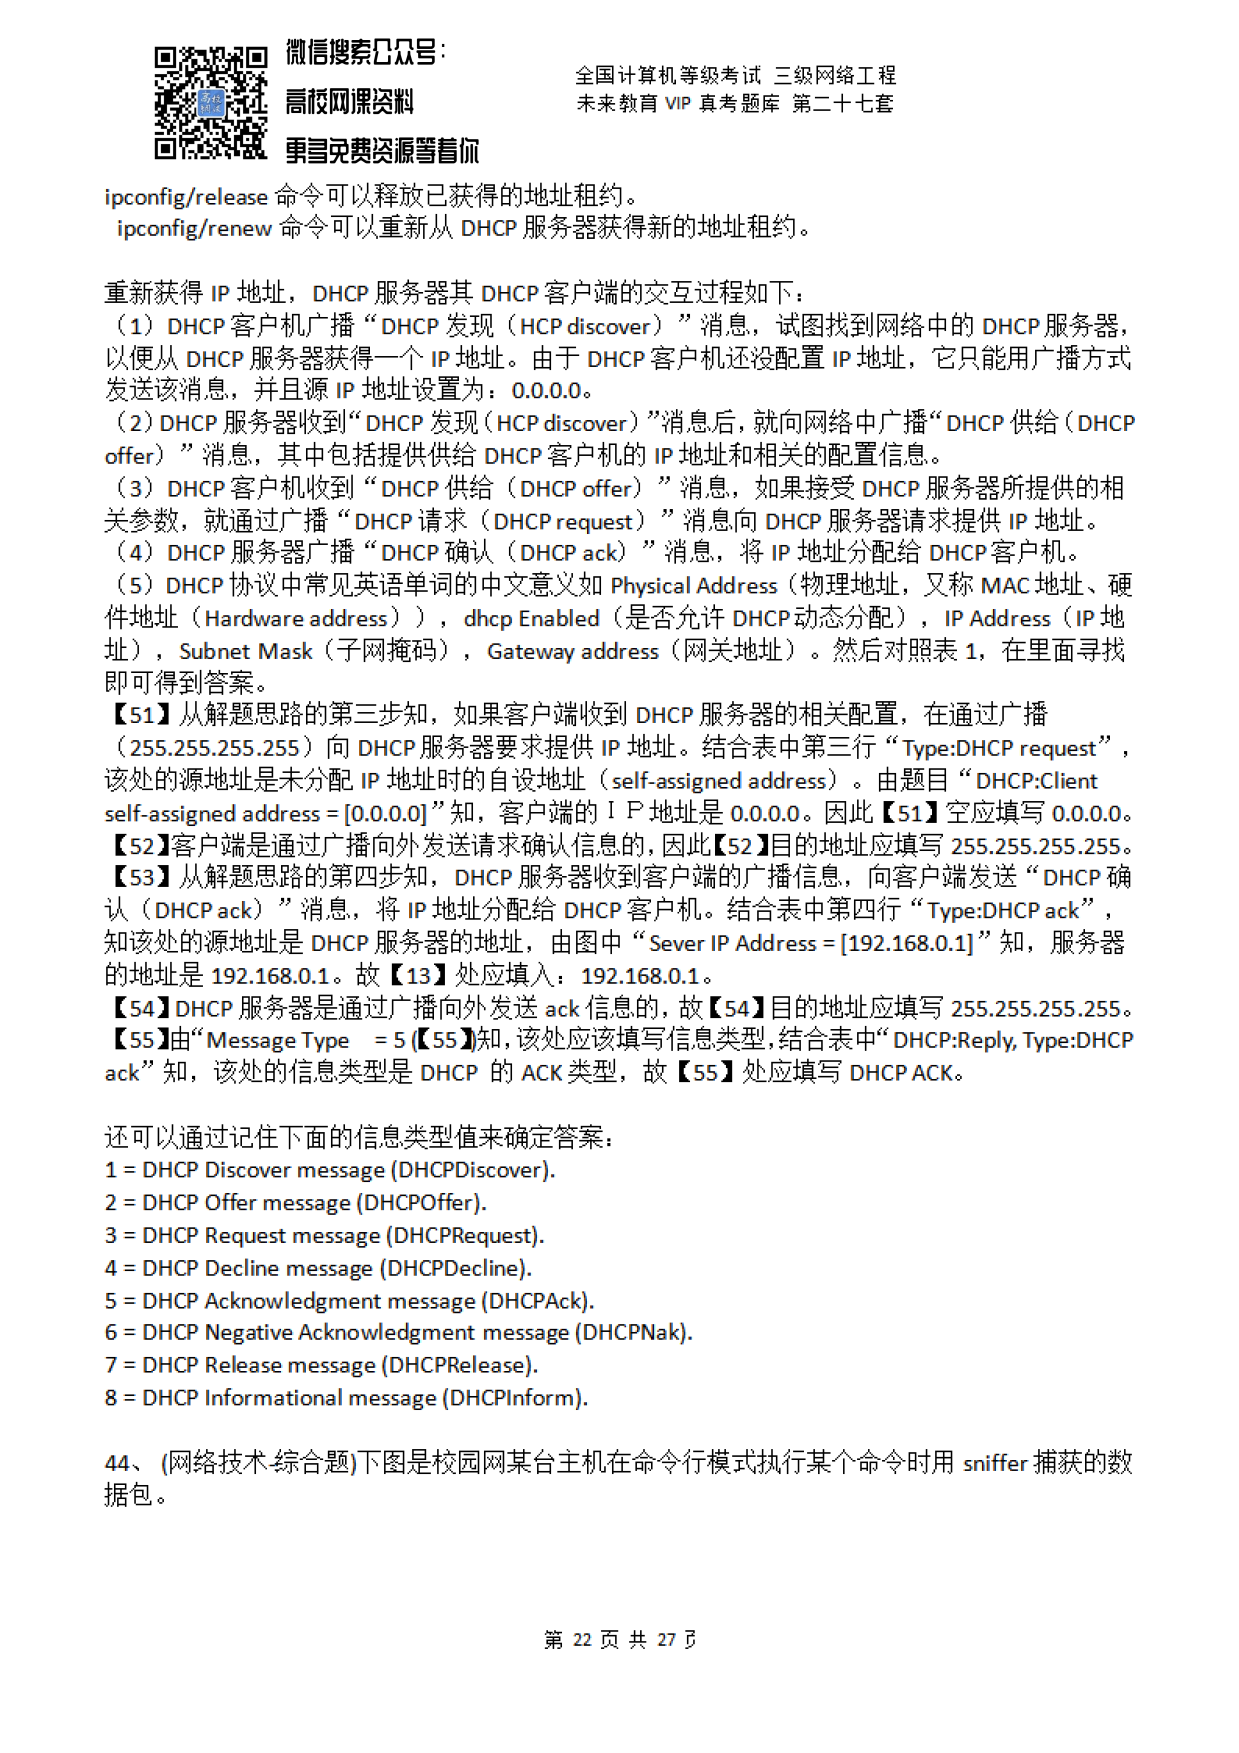 微信搜索公众号：
高校网课资料
更多免费资源等着你
全国计算机等级考试 三级网络工程
未来教育 VIP 真考题库 第二十七套
ipconfig/release 命令可以释放已获得的地址租约。
ipconfig/renew 命令可以重新从 DHCP 服务器获得新的地址租约。
重新获得 IP 地址，DHCP 服务器其 DHCP 客户端的交互过程如下：
（1）DHCP 客户机广播“DHCP 发现（HCP discover）”消息，试图找到网络中的 DHCP 服务器，
以便从 DHCP 服务器获得一个 IP 地址。由于 DHCP 客户机还没配置 IP 地址，它只能用广播方式
发送该消息，并且源 IP 地址设置为：0.0.0.0。
（2）DHCP 服务器收到“DHCP 发现（HCP discover）”消息后，就向网络中广播“DHCP 供给（DHCP
offer）”消息，其中包括提供供给 DHCP 客户机的 IP 地址和相关的配置信息。
（3）DHCP 客户机收到“DHCP 供给（DHCP offer）”消息，如果接受 DHCP 服务器所提供的相
关参数，就通过广播“DHCP 请求（DHCP request）”消息向 DHCP 服务器请求提供 IP 地址。
（4）DHCP 服务器广播“DHCP 确认（DHCP ack）”消息，将 IP 地址分配给 DHCP 客户机。
（5）DHCP 协议中常见英语单词的中文意义如 Physical Address（物理地址，又称 MAC 地址、硬
件地址（Hardware address）），dhcp Enabled（是否允许 DHCP 动态分配），IP Address（IP 地
址），Subnet Mask（子网掩码），Gateway address（网关地址）。然后对照表 1，在里面寻找
即可得到答案。
【51】从解题思路的第三步知，如果客户端收到 DHCP 服务器的相关配置，在通过广播
（255.255.255.255）向 DHCP 服务器要求提供 IP 地址。结合表中第三行“Type:DHCP request”，
该处的源地址是未分配 IP 地址时的自设地址（self-assigned address）。由题目“DHCP:Client
self-assigned address = [0.0.0.0]”知，客户端的ＩＰ地址是 0.0.0.0。因此【51】空应填写 0.0.0.0。
【52】客户端是通过广播向外发送请求确认信息的，因此【52】目的地址应填写 255.255.255.255。
【53】从解题思路的第四步知，DHCP 服务器收到客户端的广播信息，向客户端发送“DHCP 确
认（DHCP ack）”消息，将 IP 地址分配给 DHCP 客户机。结合表中第四行“Type:DHCP ack”，
知该处的源地址是 DHCP 服务器的地址，由图中“Sever IP Address = [192.168.0.1]”知，服务器
的地址是 192.168.0.1。故【13】处应填入：192.168.0.1。
【54】DHCP 服务器是通过广播向外发送 ack 信息的，故【54】目的地址应填写 255.255.255.255。
【55】由“Message Type = 5 (【55】)知，该处应该填写信息类型，结合表中“DHCP:Reply, Type:DHCP
ack”知，该处的信息类型是 DHCP 的 ACK 类型，故【55】处应填写 DHCP ACK。
还可以通过记住下面的信息类型值来确定答案：
1 = DHCP Discover message (DHCPDiscover).
2 = DHCP Offer message (DHCPOffer).
3 = DHCP Request message (DHCPRequest).
4 = DHCP Decline message (DHCPDecline).
5 = DHCP Acknowledgment message (DHCPAck).
6 = DHCP Negative Acknowledgment message (DHCPNak).
7 = DHCP Release message (DHCPRelease).
8 = DHCP Informational message (DHCPInform).
44、 (网络技术-综合题)下图是校园网某台主机在命令行模式执行某个命令时用 sniffer 捕获的数
据包。
第 22 页 共 27 页